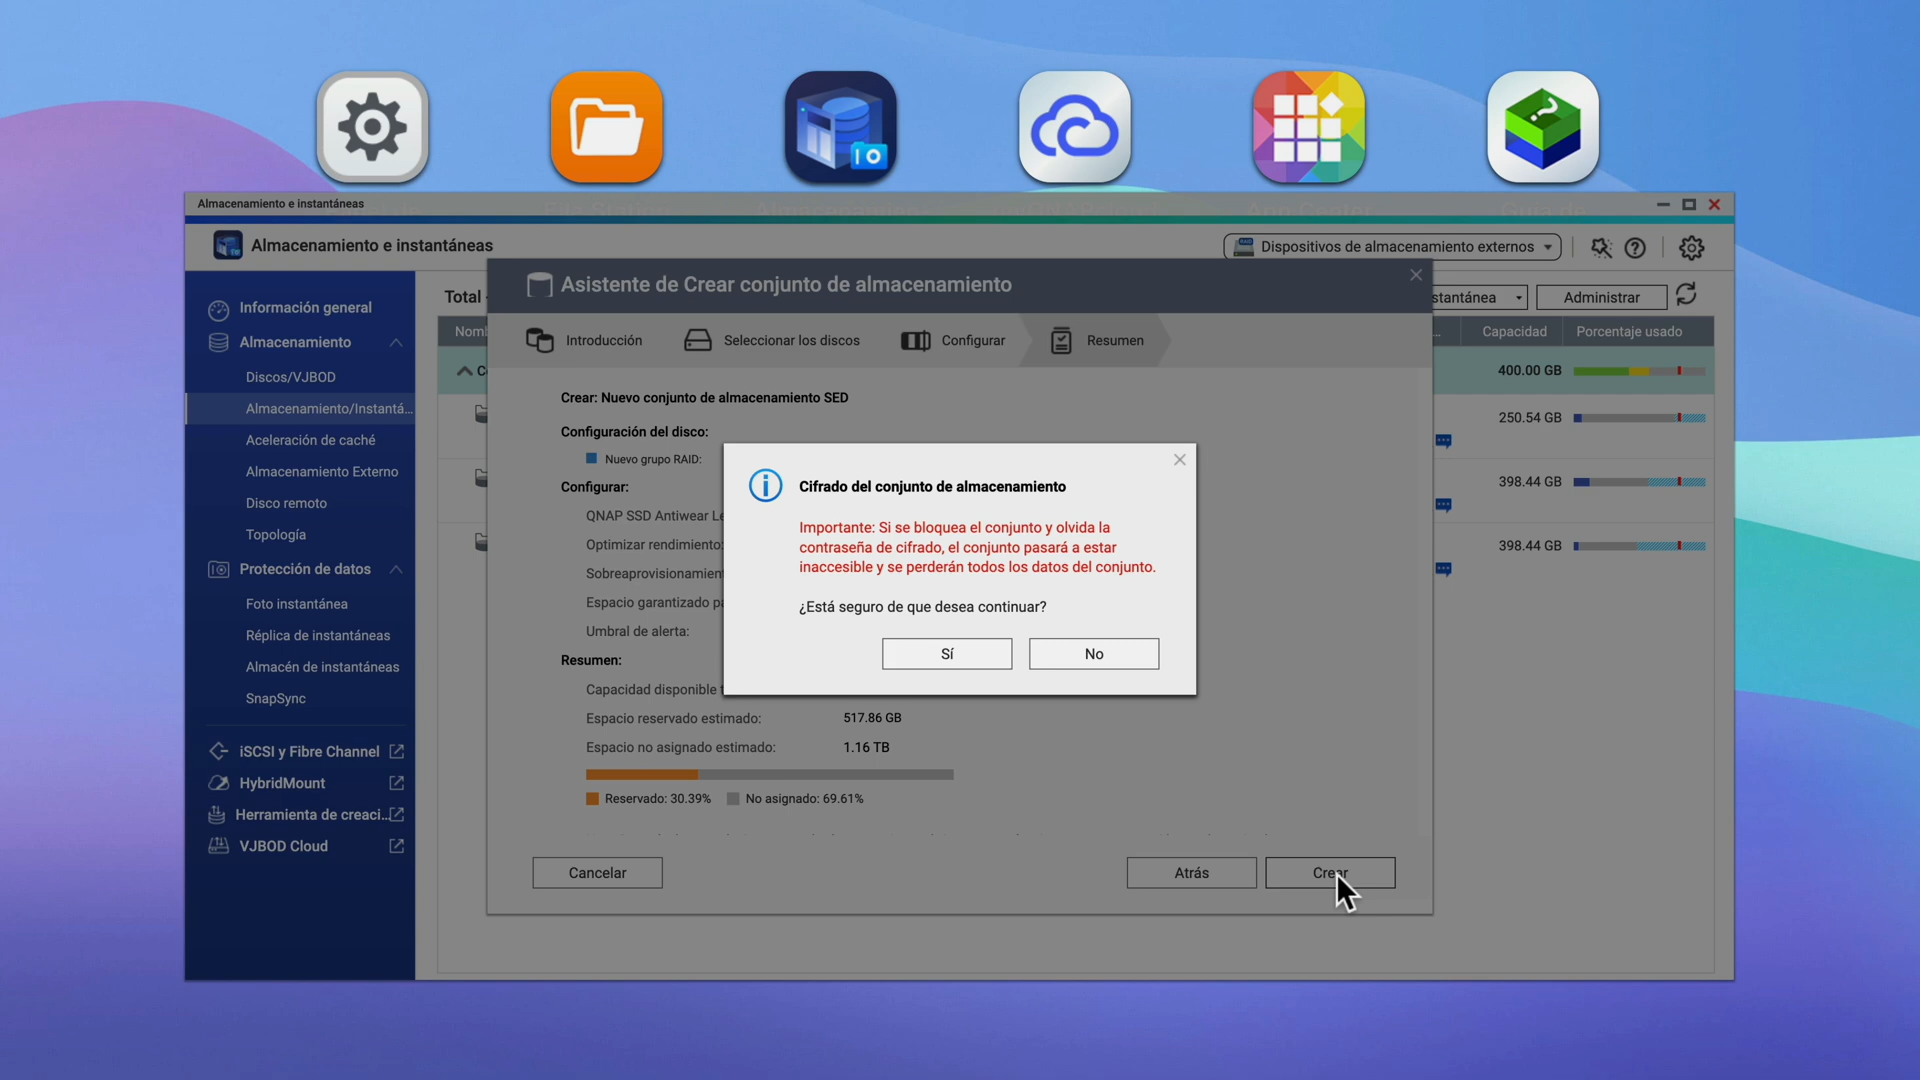 Almacenamiento e instantáneas
Almacenamiento e instantáneas
Dispositivos de almacenamiento externos
Información general
Almacenamiento
Discos/VJBOD
Almacenamiento/Instantá...
Aceleración de caché
Almacenamiento Externo
Disco remoto
Topología
Protección de datos
Foto instantánea
Réplica de instantáneas
Almacén de instantáneas
SnapSync
iSCSI y Fibre Channel
HybridMount
Herramienta de creaci...
VJBOD Cloud
Total
Administrar
Capacidad
Porcentaje usado
400.00 GB
250.54 GB
398.44 GB
398.44 GB
Asistente de Crear conjunto de almacenamiento
Introducción
Seleccionar los discos
Configurar
Resumen
Crear: Nuevo conjunto de almacenamiento SED
Configuración del disco:
Nuevo grupo RAID:
Configurar:
QNAP SSD Antiwear Le
Optimizar rendimiento:
Sobreaprovisionamien
Espacio garantizado pa
Umbral de alerta:
Resumen:
Capacidad disponible
Espacio reservado estimado: 517.86 GB
Espacio no asignado estimado: 1.16 TB
Reservado: 30.39% No asignado: 69.61%
Cancelar
Atrás
Crear
Cifrado del conjunto de almacenamiento
Importante: Si se bloquea el conjunto y olvida la
contraseña de cifrado, el conjunto pasará a estar
inaccesible y se perderán todos los datos del conjunto.
¿Está seguro de que desea continuar?
Sí
No